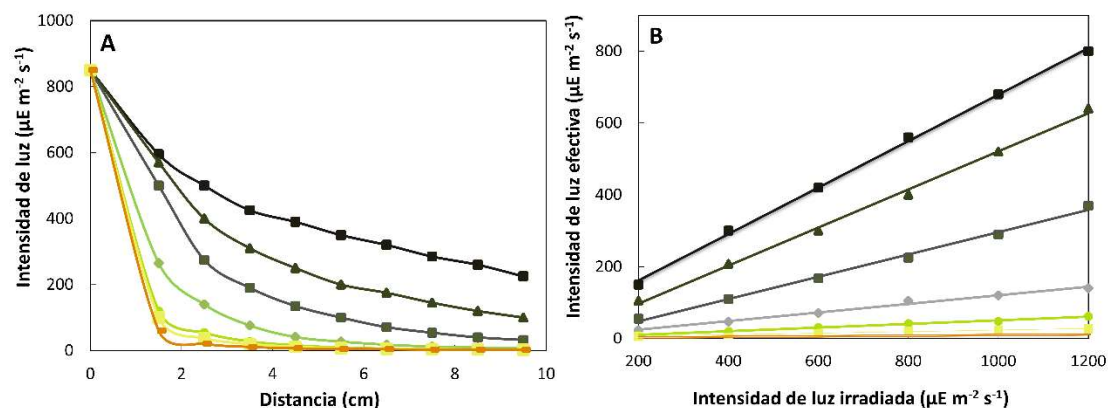 A
1000
800
600
400
200
0
0 2 4 6 8 10
Intensidad de luz (µE m⁻² s⁻¹)
Distancia (cm)
B
800
600
400
200
0
200 400 600 800 1000 1200
Intensidad de luz efectiva (µE m⁻² s⁻¹)
Intensidad de luz irradiada (µE m⁻² s⁻¹)